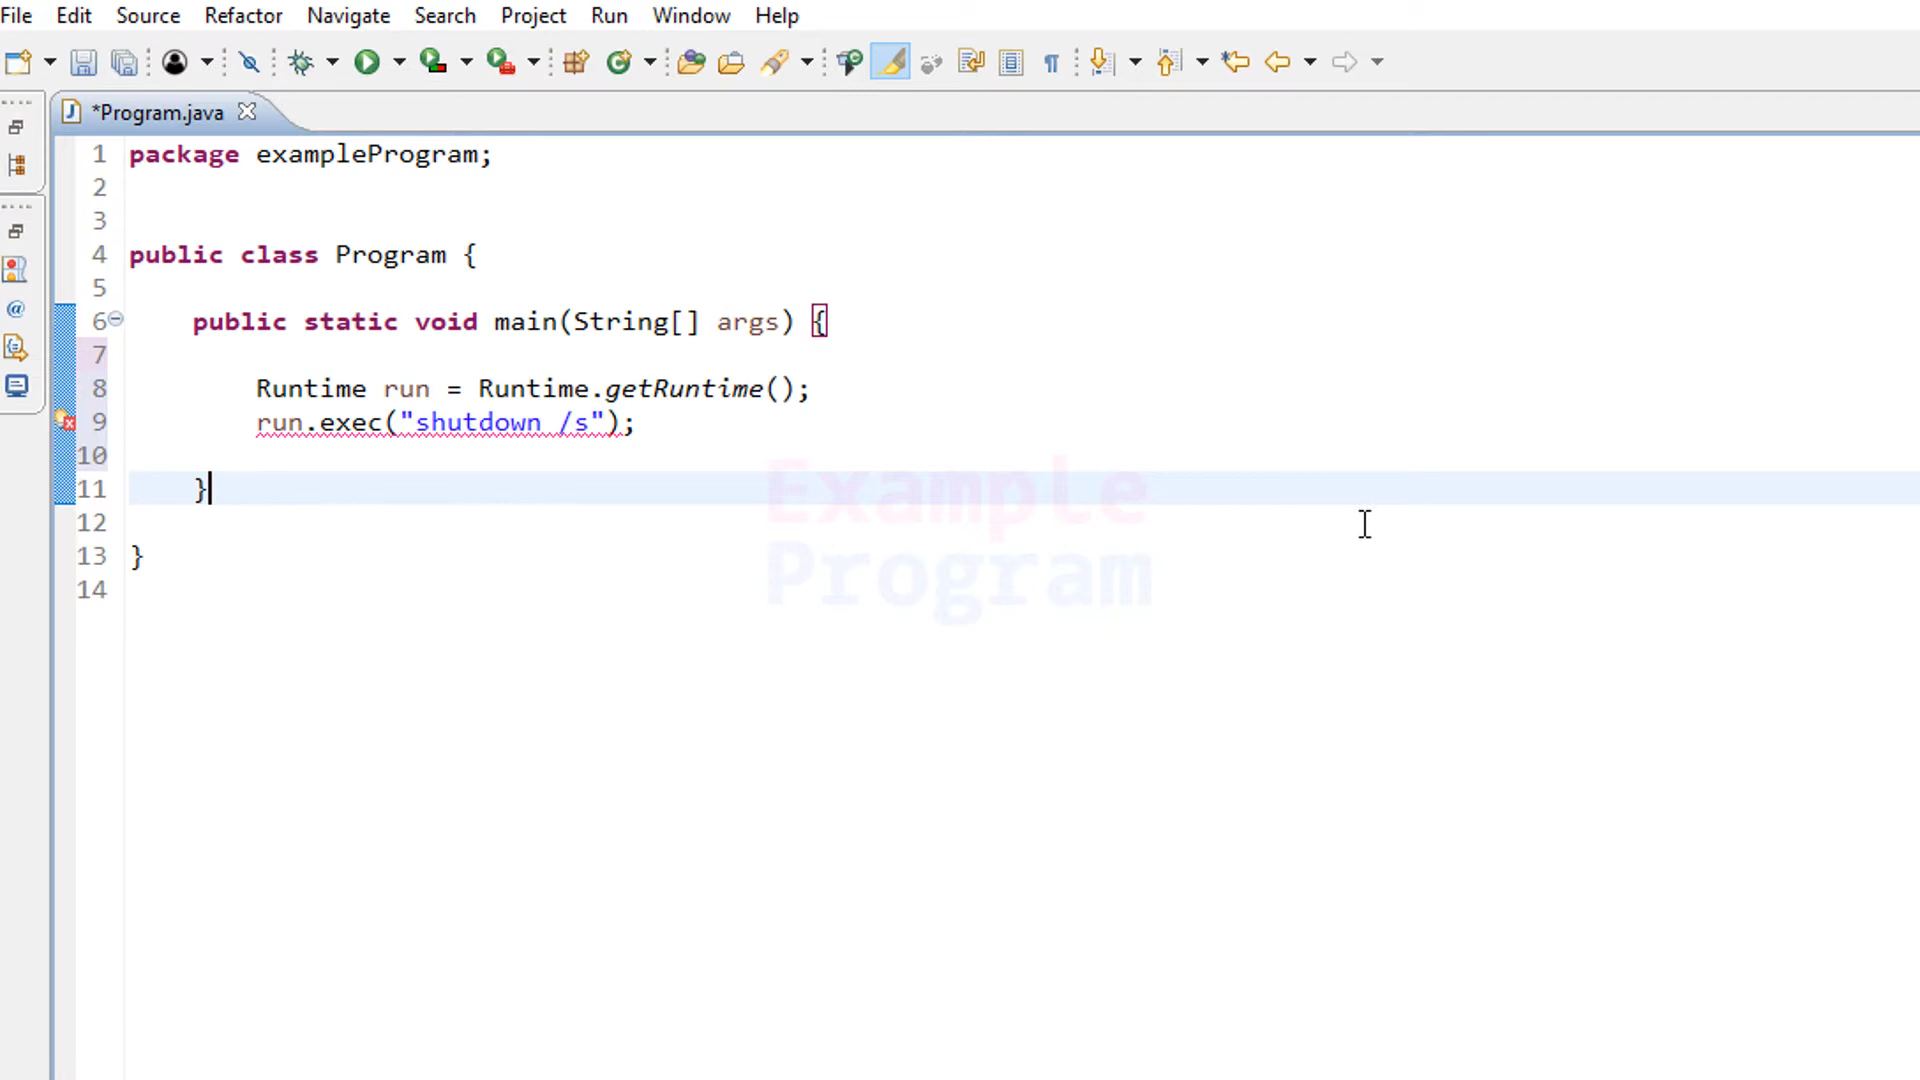 File Edit Source Refactor Navigate Search Project Run Window Help
*Program.java
1 package exampleProgram;
2
3
4 public class Program {
5
6 public static void main(String[] args) {
7
8 Runtime run = Runtime.getRuntime();
9 run.exec("shutdown /s");
10
11 }
12
13 }
14
Example
Program